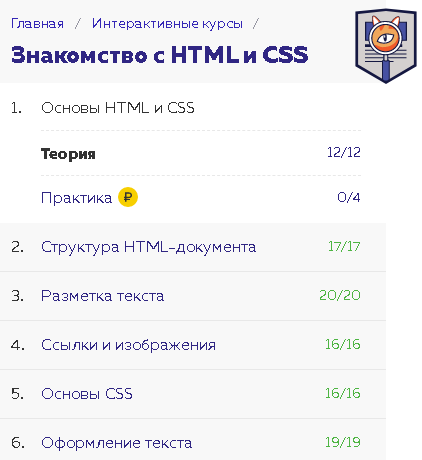 Главная / Интерактивные курсы /
Знакомство с HTML и CSS
1. Основы HTML и CSS
Теория 12/12
Практика ₽ 0/4
2. Структура HTML-документа 17/17
3. Разметка текста 20/20
4. Ссылки и изображения 16/16
5. Основы CSS 16/16
6. Оформление текста 19/19